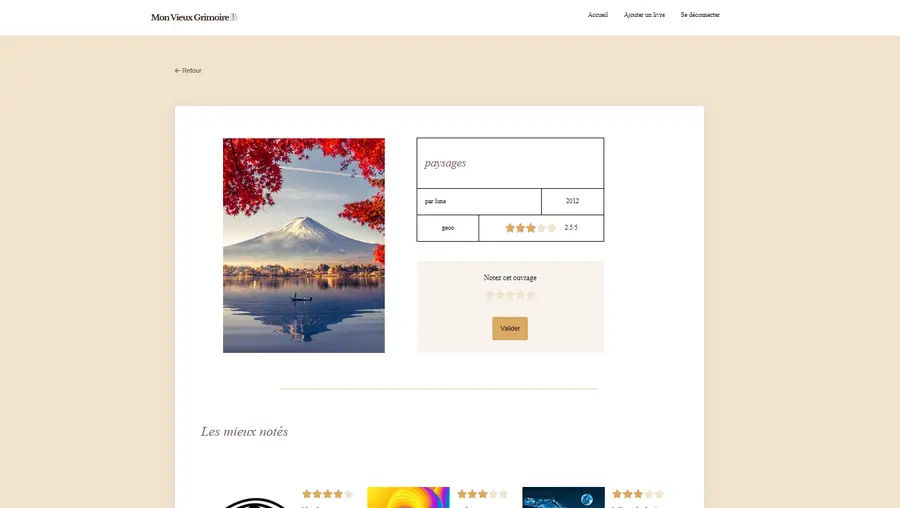 Mon Vieux Grimoire
Accueil
Ajouter un livre
Se déconnecter
← Retour
paysages
par lune
2012
2.5/5
Notez cet ouvrage
Valider
Les mieux notés